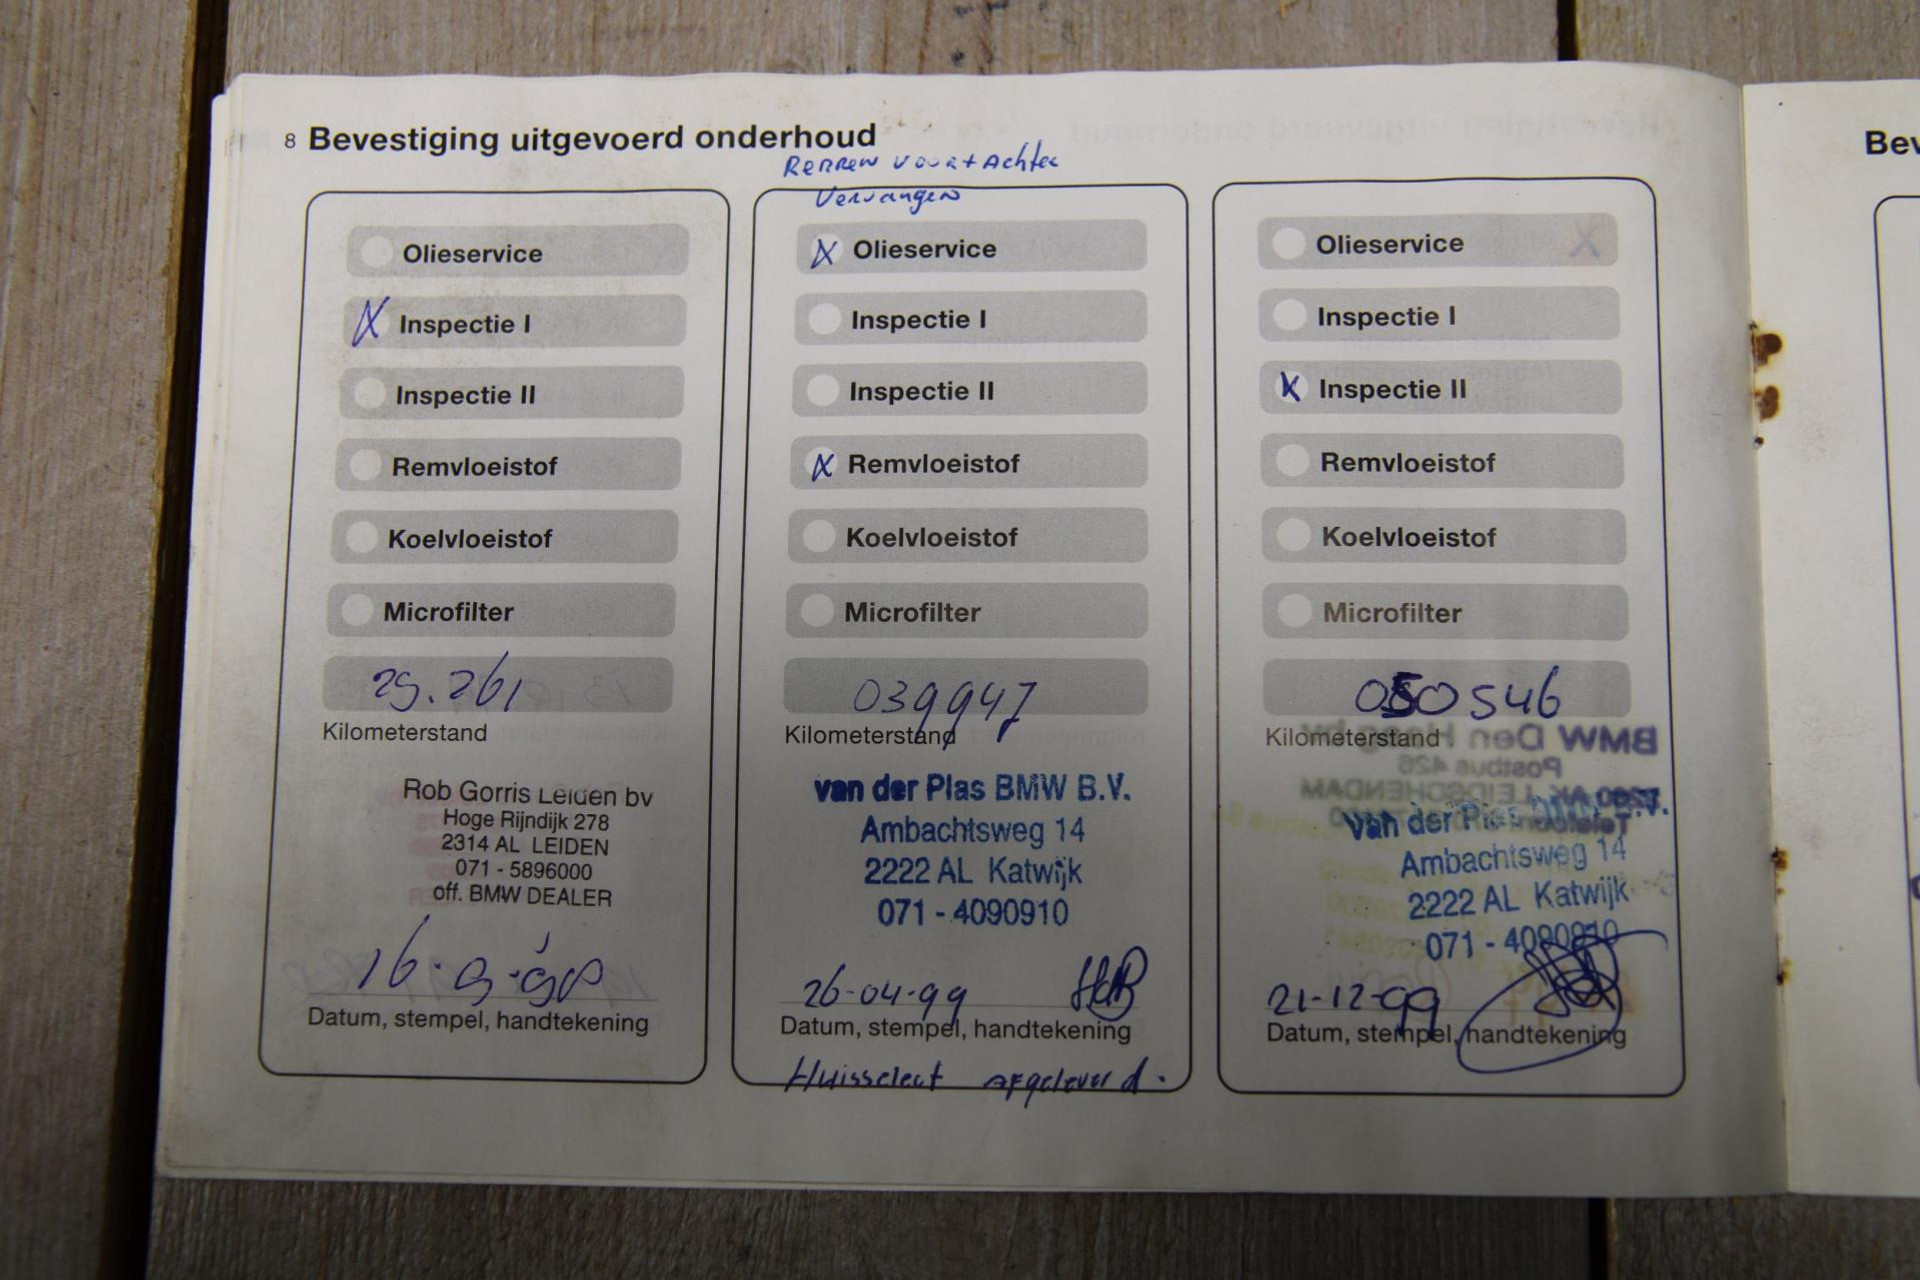 8 Bevestiging uitgevoerd onderhoud
Olieservice
Inspectie I
Inspectie II
Remvloeistof
Koelvloeistof
Microfilter
29.261
Kilometerstand
Rob Gorris Leiden bv
Hoge Rijndijk 278
2314 AL LEIDEN
071 - 5896000
off. BMW DEALER
16.9.98
Datum, stempel, handtekening
Remmen voor + Achter
Vervangen
Olieservice
Inspectie I
Inspectie II
Remvloeistof
Koelvloeistof
Microfilter
039947
Kilometerstand
van der Plas BMW B.V.
Ambachtsweg 14
2222 AL Katwijk
071 - 4090910
26-04-99
Datum, stempel, handtekening
Huisselect afgeleverd.
Olieservice
Inspectie I
Inspectie II
Remvloeistof
Koelvloeistof
Microfilter
050546
Kilometerstand
van der Plas BMW B.V.
Ambachtsweg 14
2222 AL Katwijk
071 - 4090910
21-12-99
Datum, stempel, handtekening
Bev